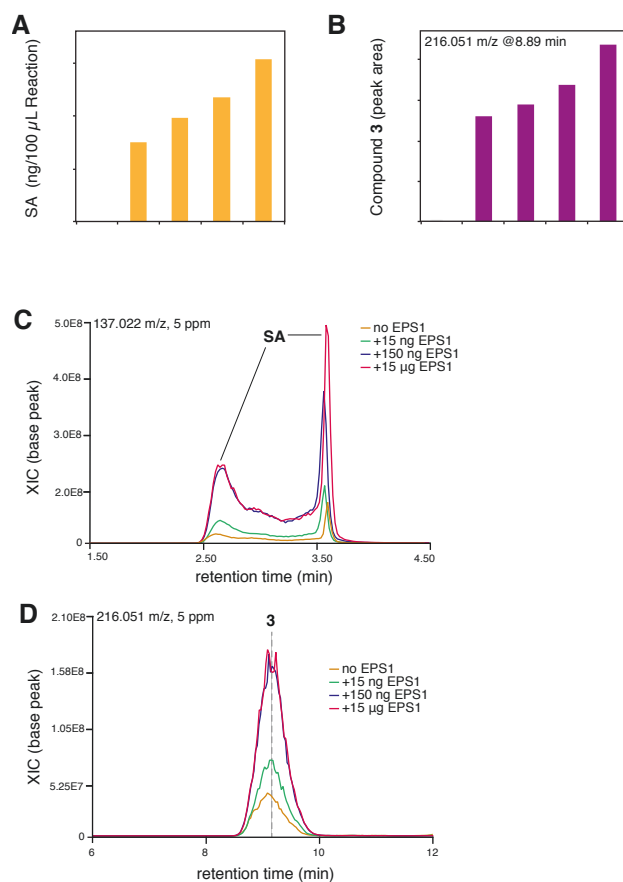 A
SA (ng/100 µL Reaction)
B
216.051 m/z @8.89 min
Compound 3 (peak area)
C
137.022 m/z, 5 ppm
SA
no EPS1
+15 ng EPS1
+150 ng EPS1
+15 µg EPS1
XIC (base peak)
5.0E8
4.0E8
3.0E8
2.0E8
0
1.50
2.50
3.50
4.50
retention time (min)
D
216.051 m/z, 5 ppm
3
no EPS1
+15 ng EPS1
+150 ng EPS1
+15 µg EPS1
XIC (base peak)
2.10E8
1.58E8
1.05E8
5.25E7
0
6
8
10
12
retention time (min)